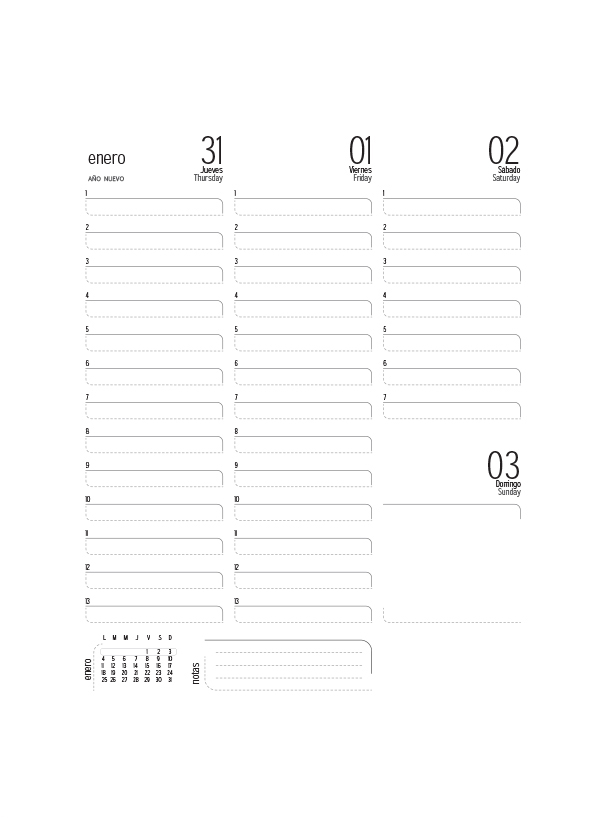 enero
31
Jueves
Thursday
AÑO NUEVO
1
2
3
4
5
6
7
8
9
10
11
12
13
01
Viernes
Friday
1
2
3
4
5
6
7
8
9
10
11
12
13
02
Sábado
Saturday
1
2
3
4
5
6
7
03
Domingo
Sunday
enero
L M M J V S D
1 2 3
4 5 6 7 8 9 10
11 12 13 14 15 16 17
18 19 20 21 22 23 24
25 26 27 28 29 30 31
notas